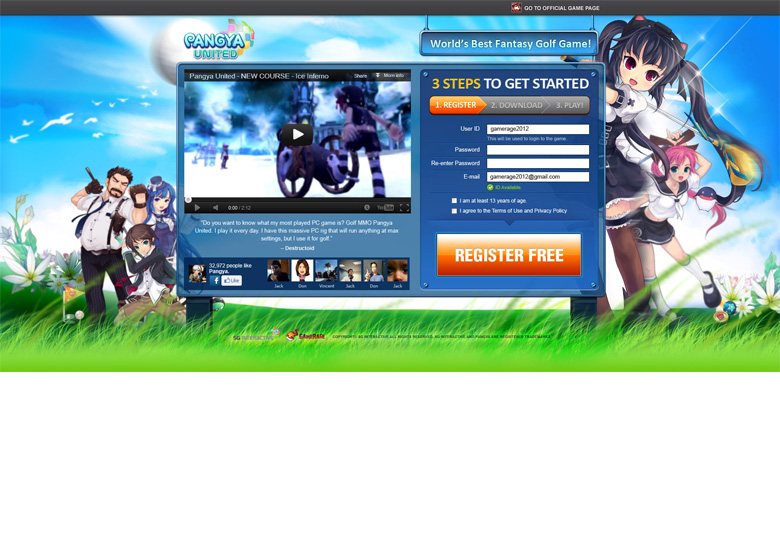 GO TO OFFICIAL GAME PAGE
PANGYA
UNITED
World's Best Fantasy Golf Game!
Pangya United - NEW COURSE - Ice Inferno
Share
More info
0:00 / 2:12
YouTube
"Do you want to know what my most played PC game is? Golf MMO Pangya
United. I play it every day. I have this massive PC rig that will run anything at max
settings, but I use it for golf."
– Destructoid
32,972 people like
Pangya.
Like
Jack
Don
Vincent
Jack
Don
Jack
3 STEPS TO GET STARTED
1. REGISTER
2. DOWNLOAD
3. PLAY!
User ID
gamerage2012
This will be used to login to the game.
Password
Re-enter Password
E-mail
gamerage2012@gmail.com
ID Available
I am at least 13 years of age.
I agree to the Terms of Use and Privacy Policy
REGISTER FREE
SG INTERACTIVE
GAMERAGE
COPYRIGHT© SG INTERACTIVE ALL RIGHTS RESERVED. SG INTERACTIVE AND PANGYA ARE REGISTERED TRADEMARKS